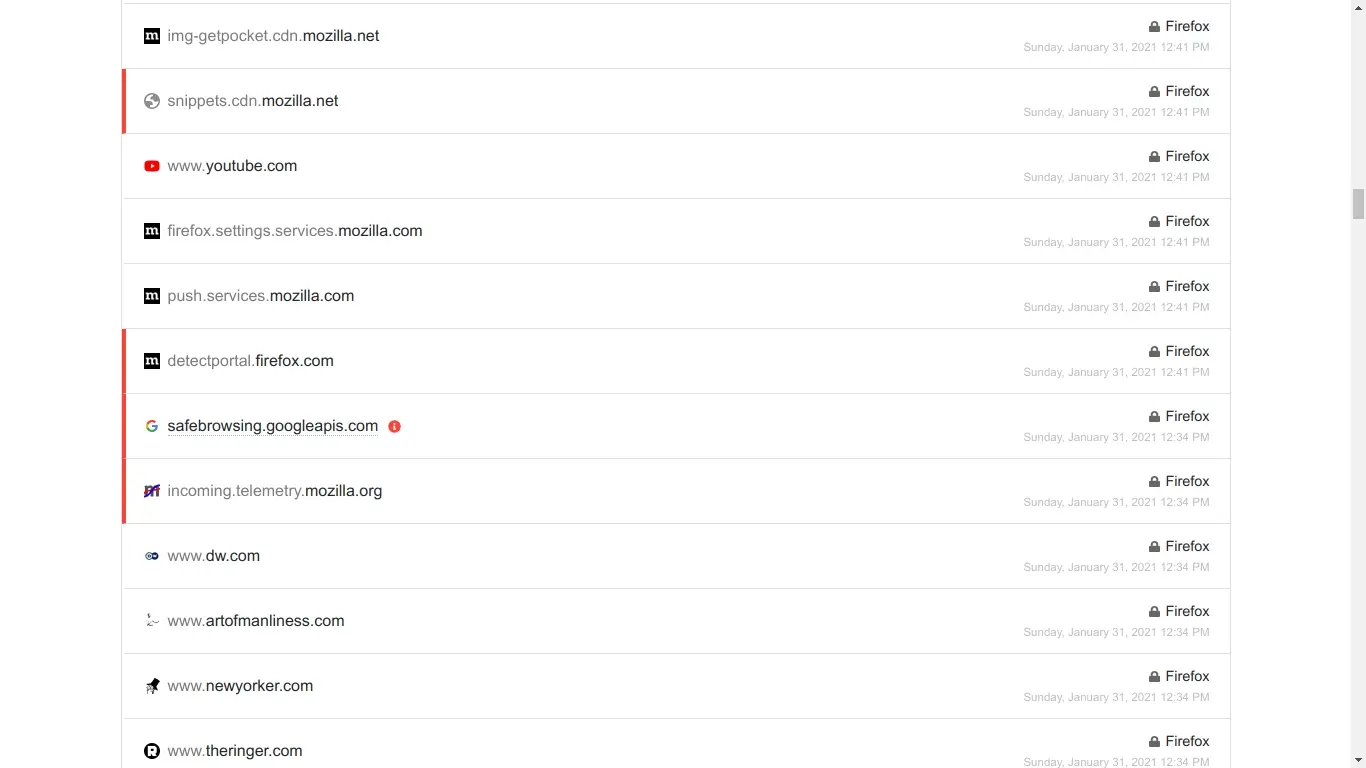 img-getpocket.cdn.mozilla.net
Firefox
Sunday, January 31, 2021 12:41 PM
snippets.cdn.mozilla.net
Firefox
Sunday, January 31, 2021 12:41 PM
www.youtube.com
Firefox
Sunday, January 31, 2021 12:41 PM
firefox.settings.services.mozilla.com
Firefox
Sunday, January 31, 2021 12:41 PM
push.services.mozilla.com
Firefox
Sunday, January 31, 2021 12:41 PM
detectportal.firefox.com
Firefox
Sunday, January 31, 2021 12:41 PM
safebrowsing.googleapis.com
Firefox
Sunday, January 31, 2021 12:34 PM
incoming.telemetry.mozilla.org
Firefox
Sunday, January 31, 2021 12:34 PM
www.dw.com
Firefox
Sunday, January 31, 2021 12:34 PM
www.artofmanliness.com
Firefox
Sunday, January 31, 2021 12:34 PM
www.newyorker.com
Firefox
Sunday, January 31, 2021 12:34 PM
www.theringer.com
Firefox
Sunday, January 31, 2021 12:34 PM